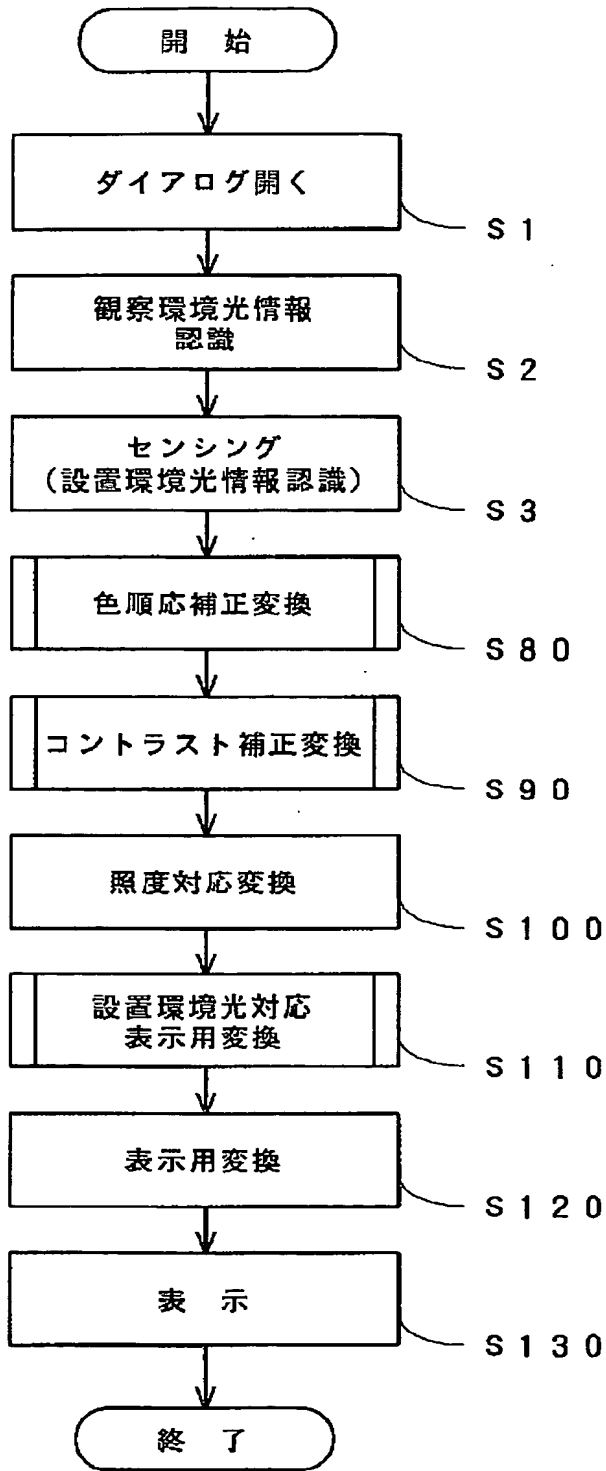 開 始
ダイアログ開く
S1
観察環境光情報
認識
S2
センシング
(設置環境光情報認識)
S3
色順応補正変換
S80
コントラスト補正変換
S90
照度対応変換
S100
設置環境光対応
表示用変換
S110
表示用変換
S120
表 示
S130
終 了